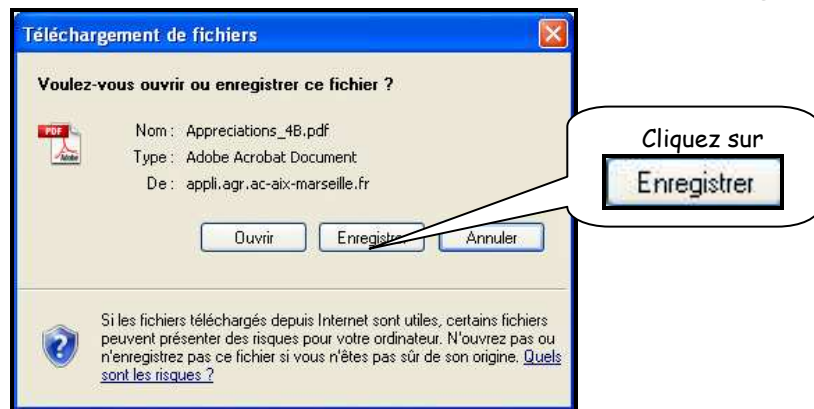 Téléchargement de fichiers
Voulez-vous ouvrir ou enregistrer ce fichier ?
PDF
Adobe
Nom : Appreciations_4B.pdf
Type : Adobe Acrobat Document
De : appli.agr.ac-aix-marseille.fr
Ouvrir Enregistrer Annuler
Cliquez sur
Enregistrer
Si les fichiers téléchargés depuis Internet sont utiles, certains fichiers
peuvent présenter des risques pour votre ordinateur. N'ouvrez pas ou
n'enregistrez pas ce fichier si vous n'êtes pas sûr de son origine. Quels
sont les risques ?